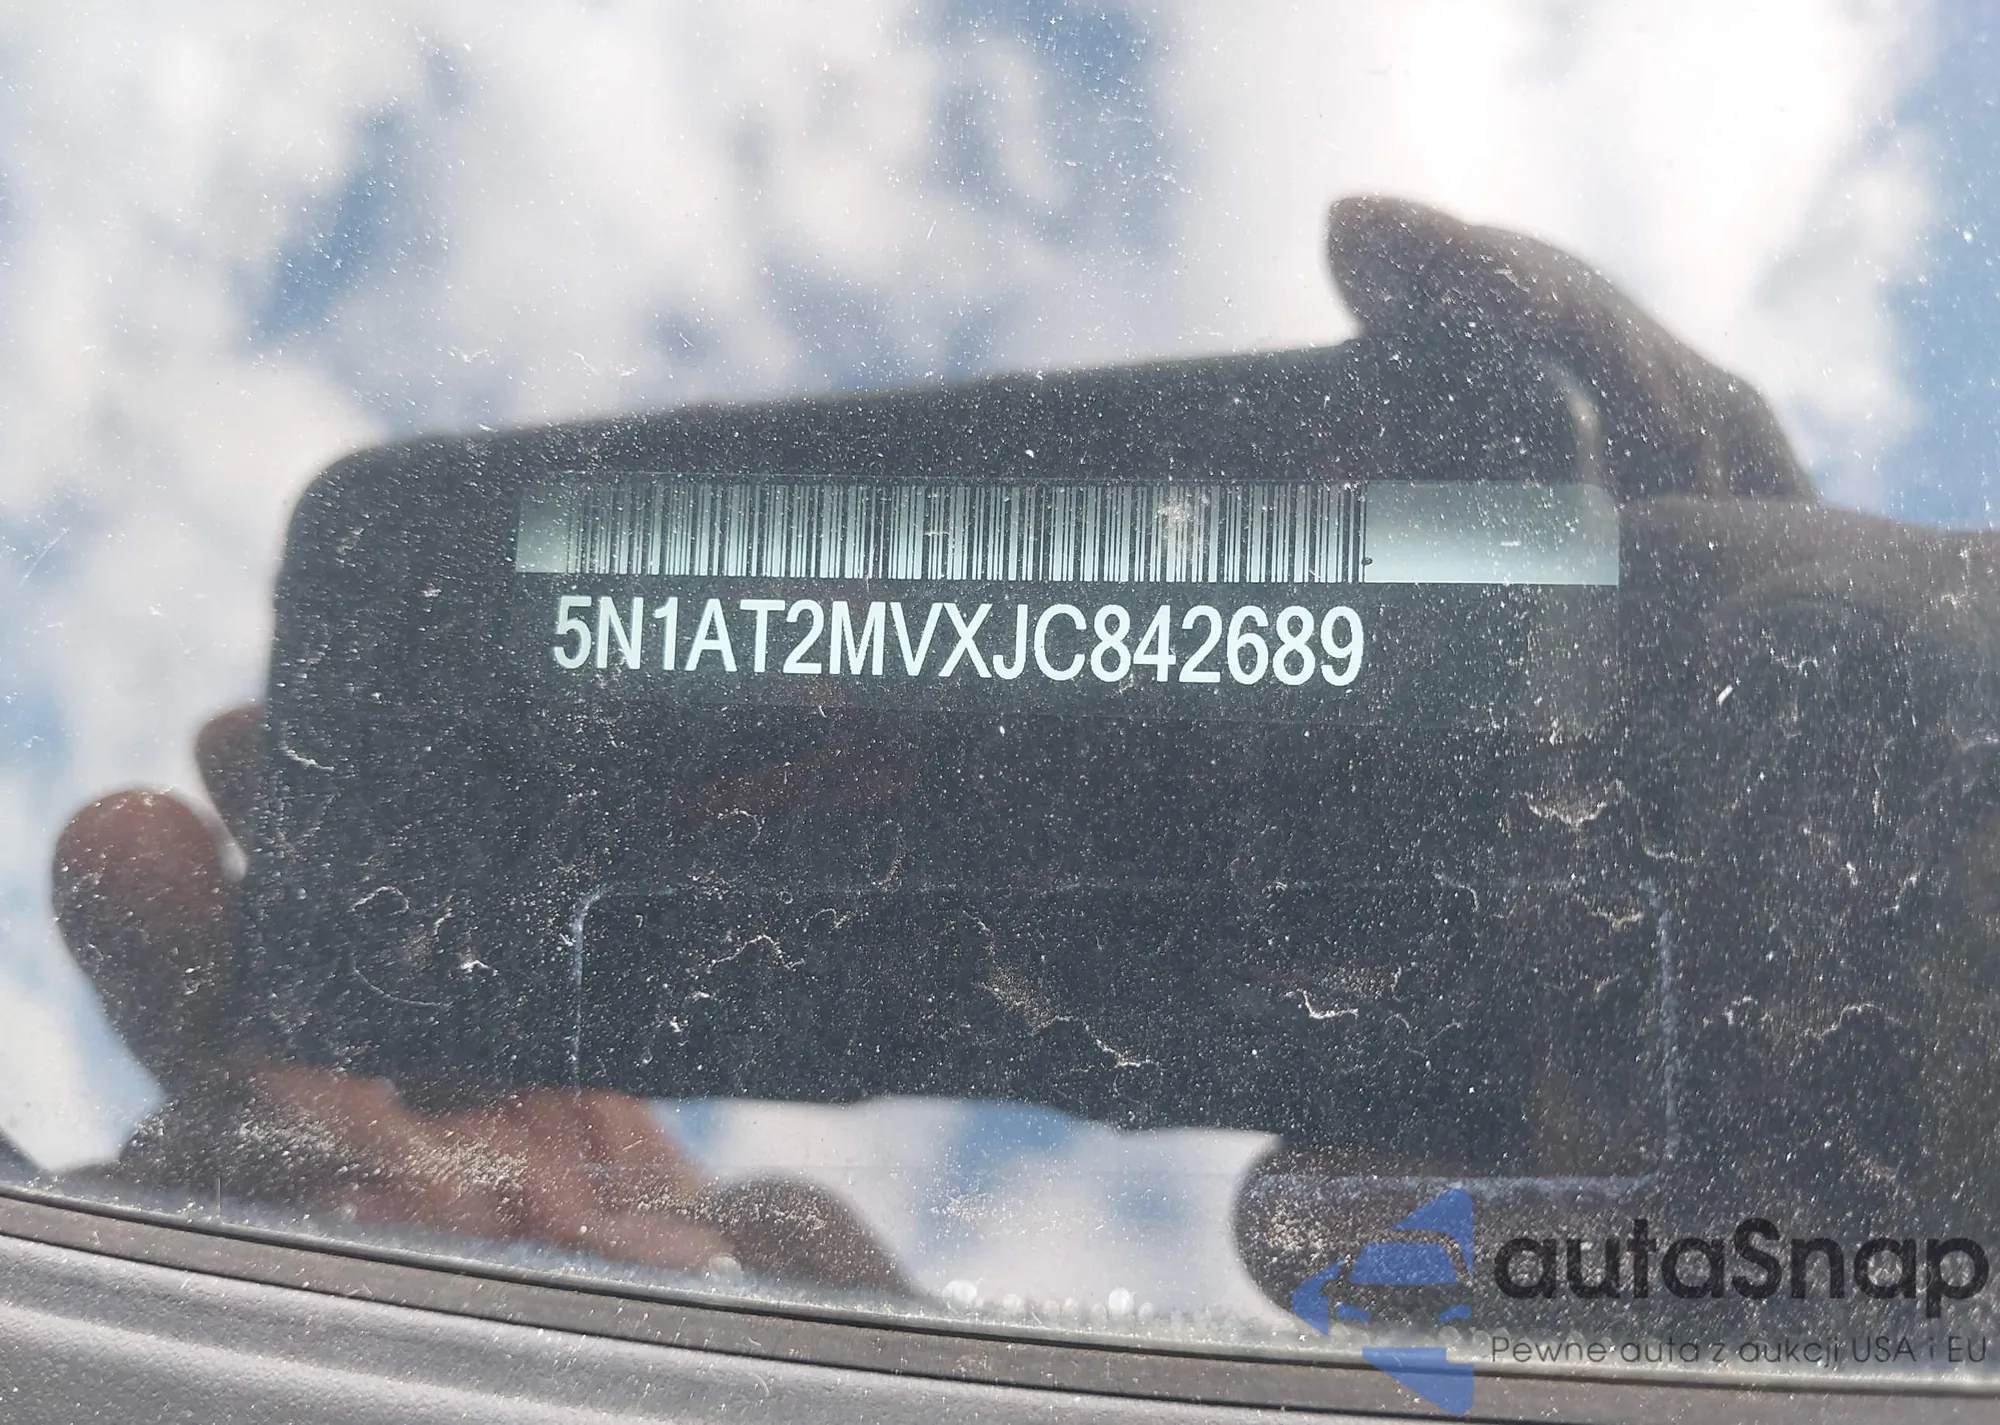 5N1AT2MVXJC842689
autaSnap
Pewne auta z aukcji USA i EU